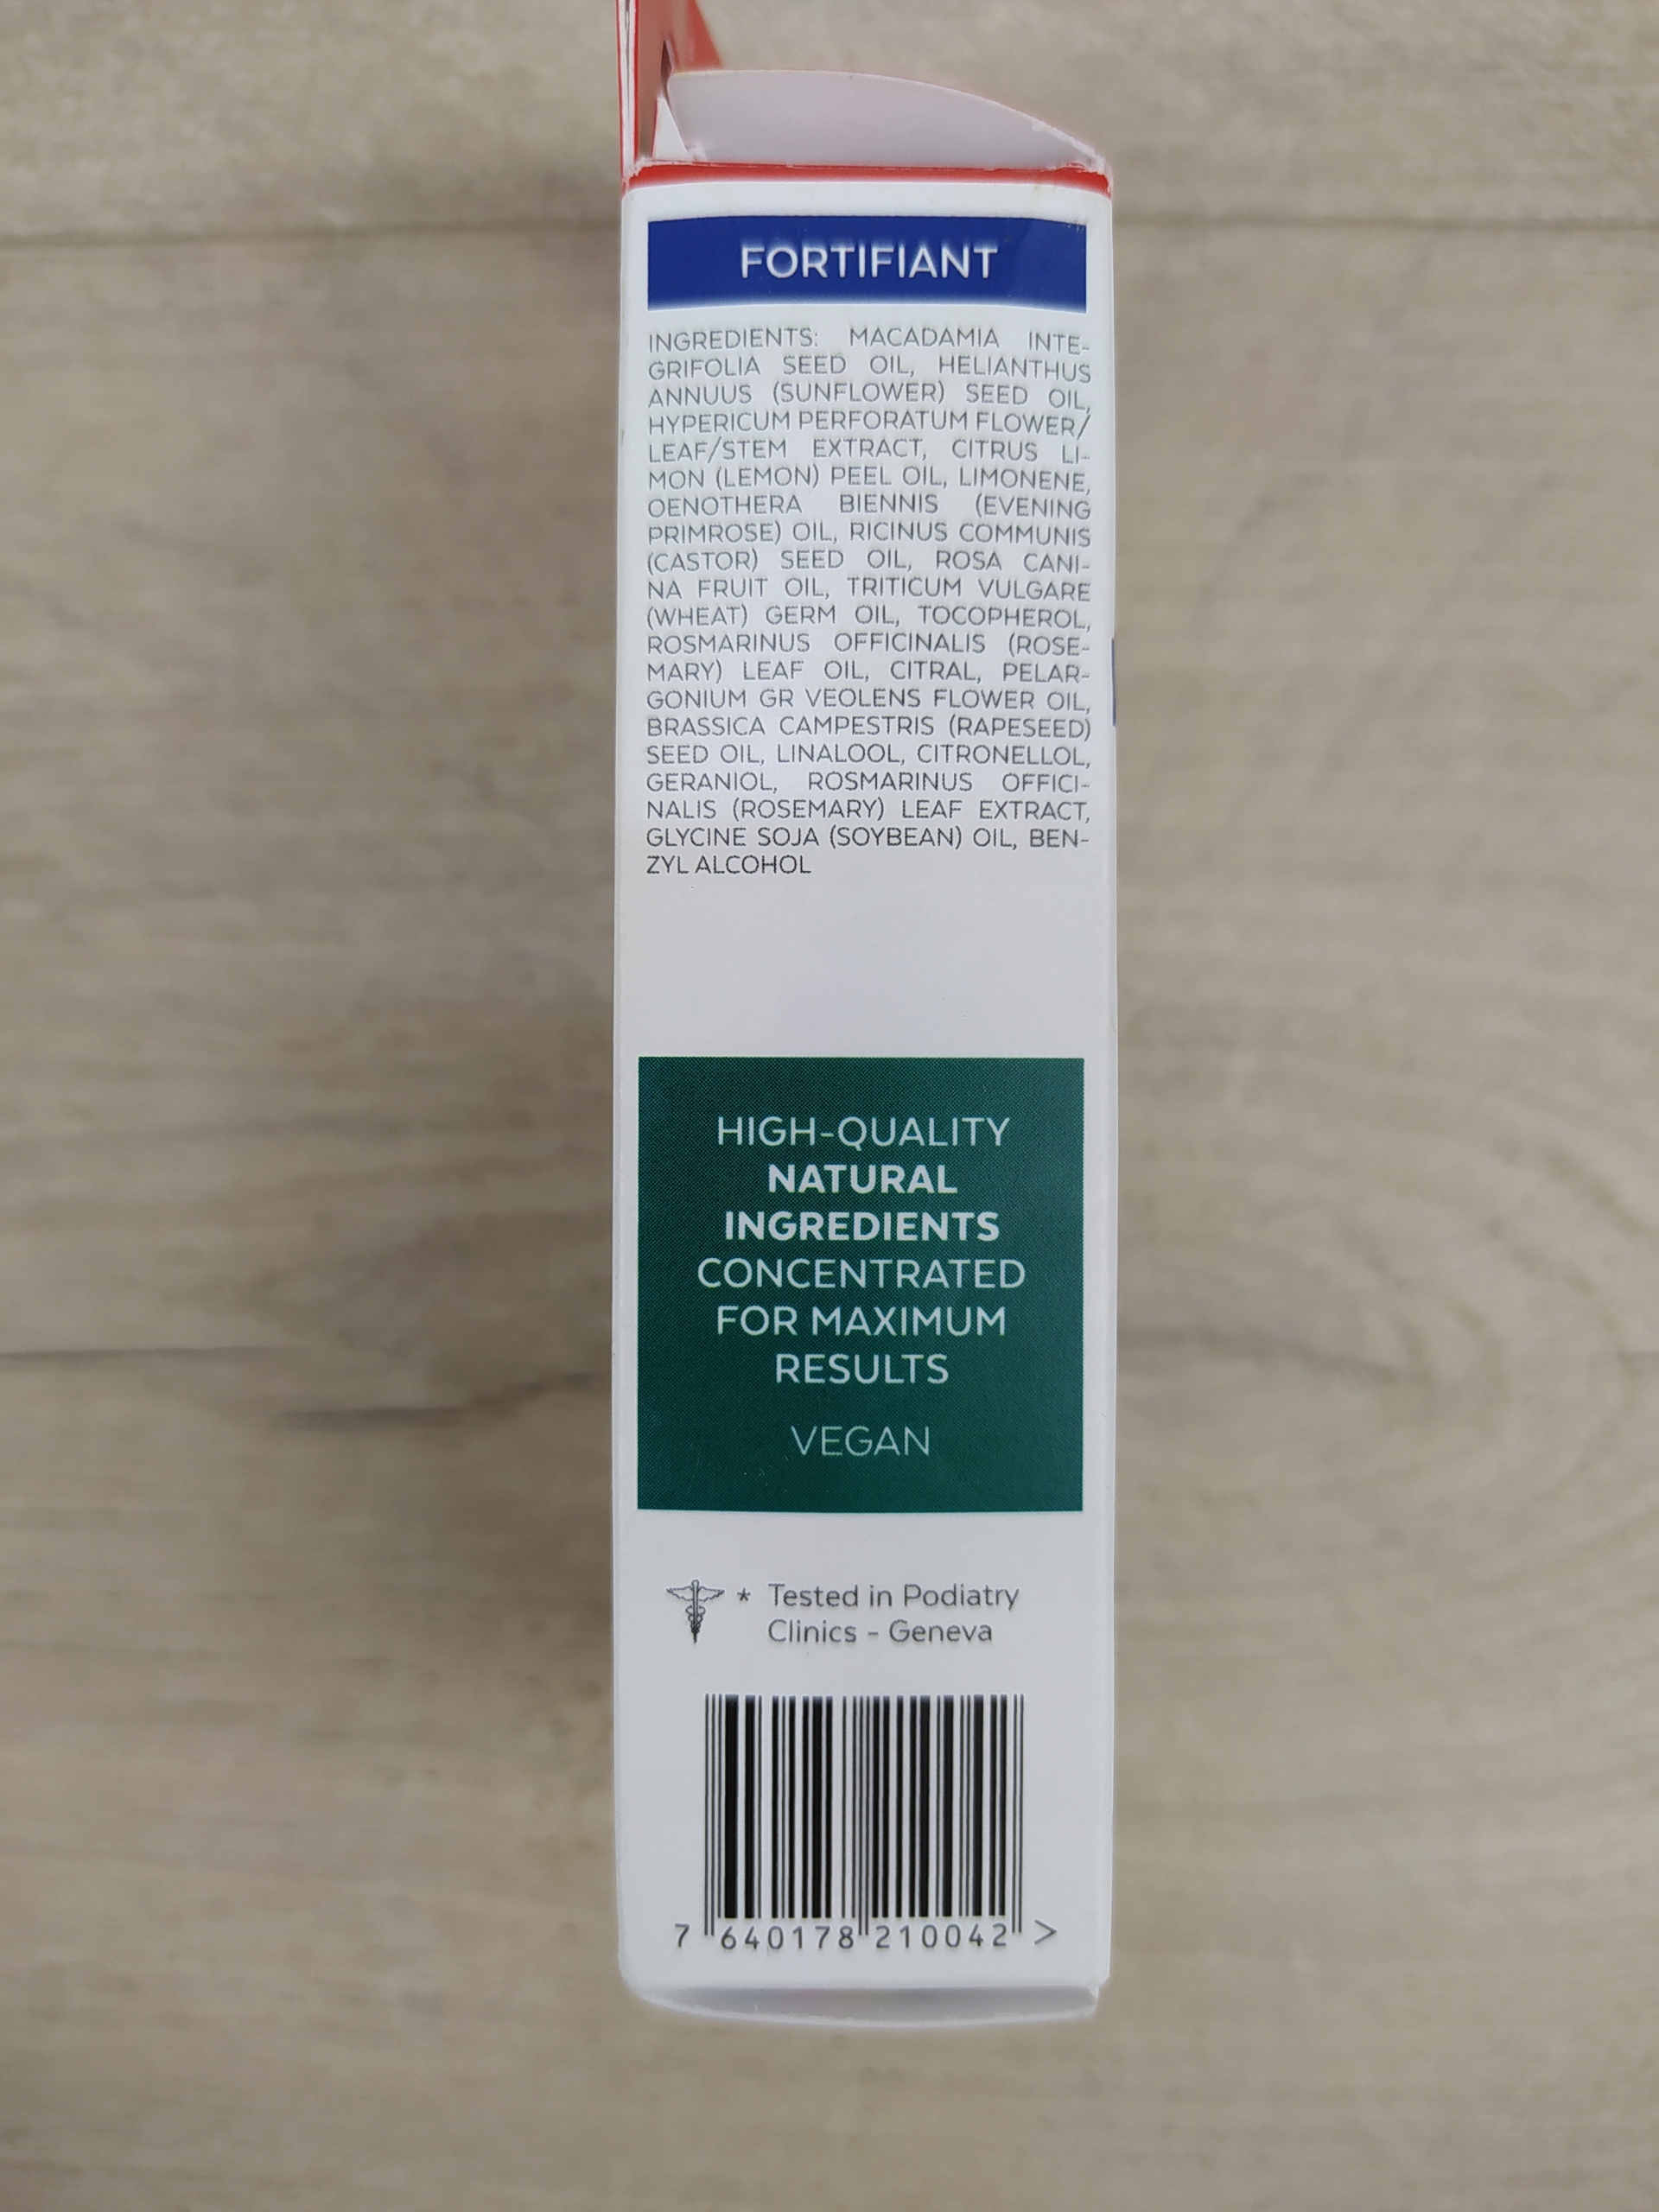 FORTIFIANT
INGREDIENTS: MACADAMIA INTE-
GRIFOLIA SEED OIL, HELIANTHUS
ANNUUS (SUNFLOWER) SEED OIL,
HYPERICUM PERFORATUM FLOWER/
LEAF/STEM EXTRACT, CITRUS LI-
MON (LEMON) PEEL OIL, LIMONENE,
OENOTHERA BIENNIS (EVENING
PRIMROSE) OIL, RICINUS COMMUNIS
(CASTOR) SEED OIL, ROSA CANI-
NA FRUIT OIL, TRITICUM VULGARE
(WHEAT) GERM OIL, TOCOPHEROL,
ROSMARINUS OFFICINALIS (ROSE-
MARY) LEAF OIL, CITRAL, PELAR-
GONIUM GR VEOLENS FLOWER OIL,
BRASSICA CAMPESTRIS (RAPESEED)
SEED OIL, LINALOOL, CITRONELLOL,
GERANIOL, ROSMARINUS OFFICI-
NALIS (ROSEMARY) LEAF EXTRACT,
GLYCINE SOJA (SOYBEAN) OIL, BEN-
ZYL ALCOHOL
HIGH-QUALITY
NATURAL
INGREDIENTS
CONCENTRATED
FOR MAXIMUM
RESULTS
VEGAN
* Tested in Podiatry
Clinics - Geneva
7 640178 210042 >